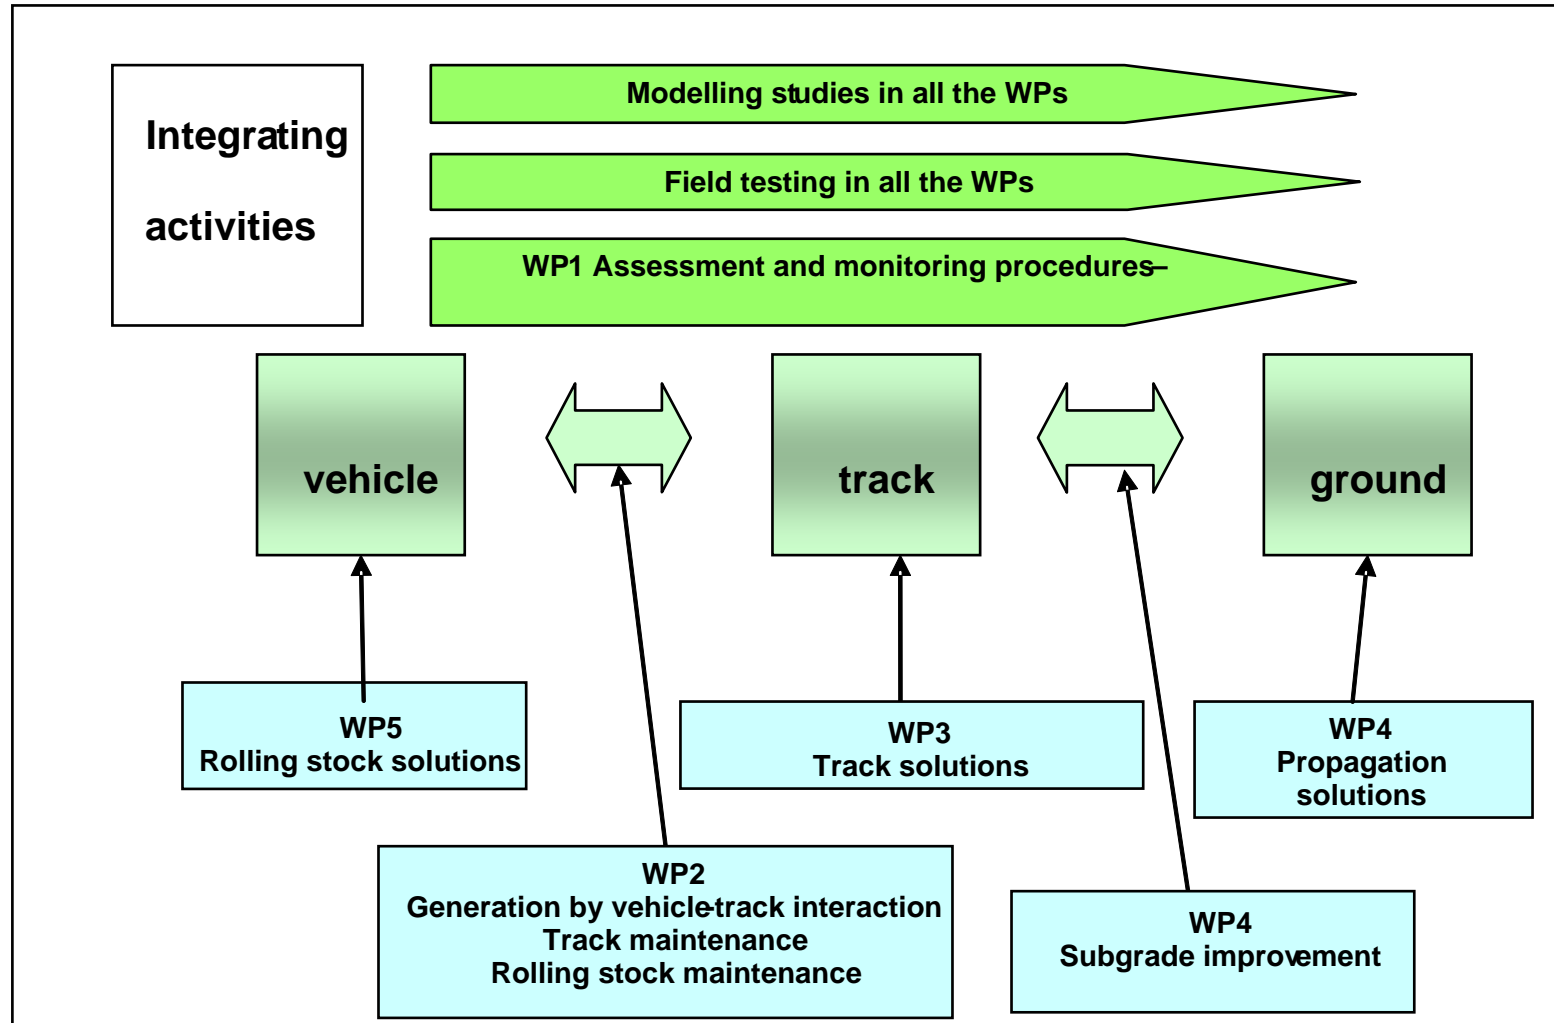 Integrating
activities
Modelling studies in all the WPs
Field testing in all the WPs
WP1 Assessment and monitoring procedures–
vehicle
track
ground
WP5
Rolling stock solutions
WP3
Track solutions
WP4
Propagation
solutions
WP2
Generation by vehicle-track interaction
Track maintenance
Rolling stock maintenance
WP4
Subgrade improvement